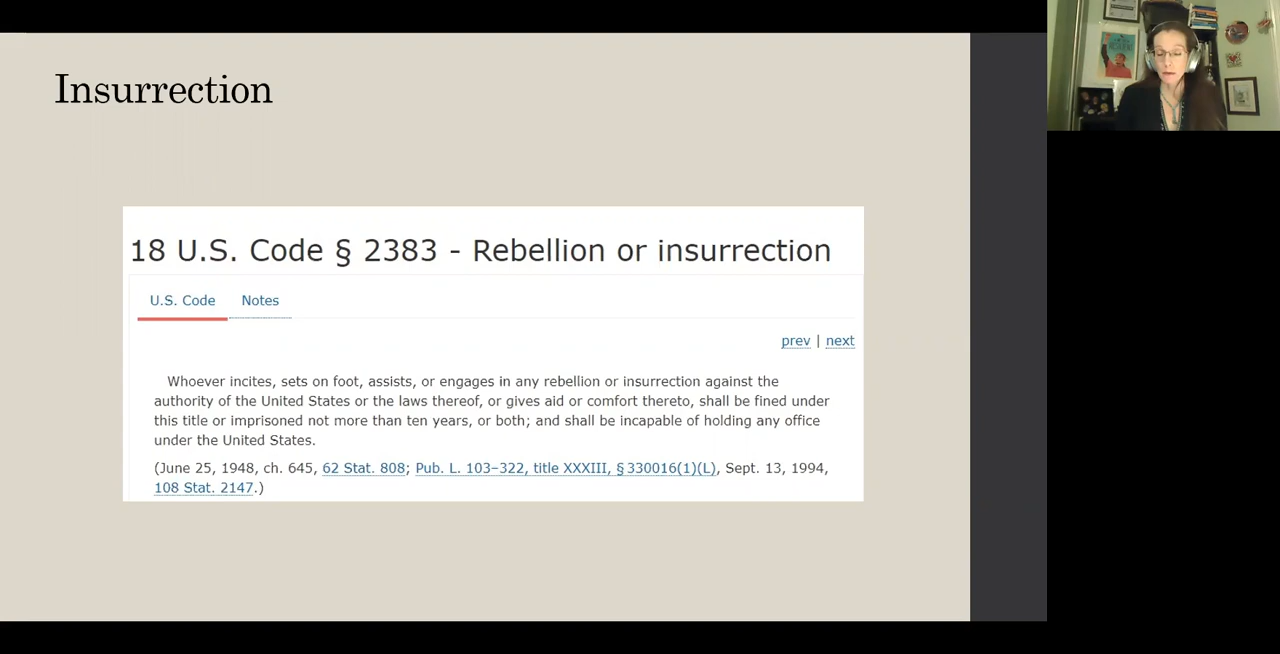 Insurrection
18 U.S. Code § 2383 - Rebellion or insurrection
U.S. Code Notes
prev | next
Whoever incites, sets on foot, assists, or engages in any rebellion or insurrection against the
authority of the United States or the laws thereof, or gives aid or comfort thereto, shall be fined under
this title or imprisoned not more than ten years, or both; and shall be incapable of holding any office
under the United States.
(June 25, 1948, ch. 645, 62 Stat. 808; Pub. L. 103–322, title XXXIII, § 330016(1)(L), Sept. 13, 1994,
108 Stat. 2147.)